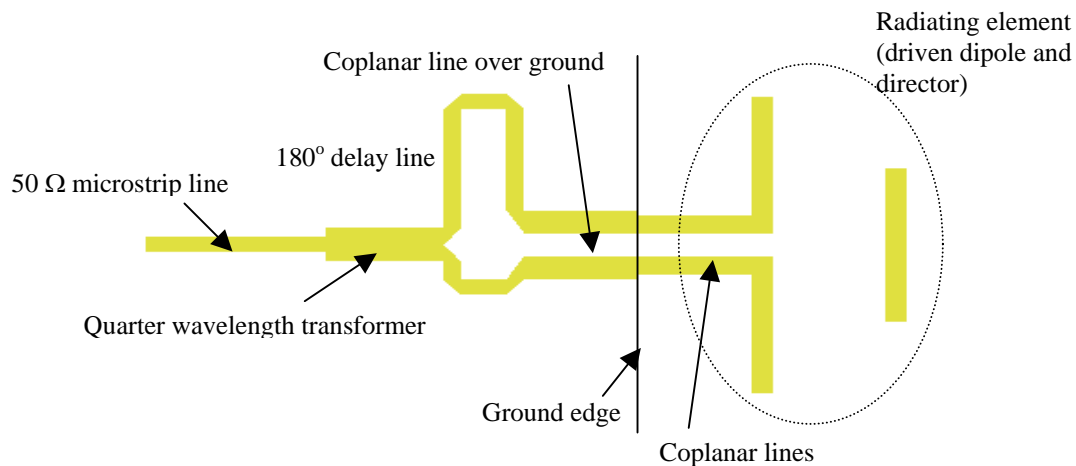 Radiating element
(driven dipole and
director)
Coplanar line over ground
180° delay line
50 Ω microstrip line
Quarter wavelength transformer
Ground edge
Coplanar lines